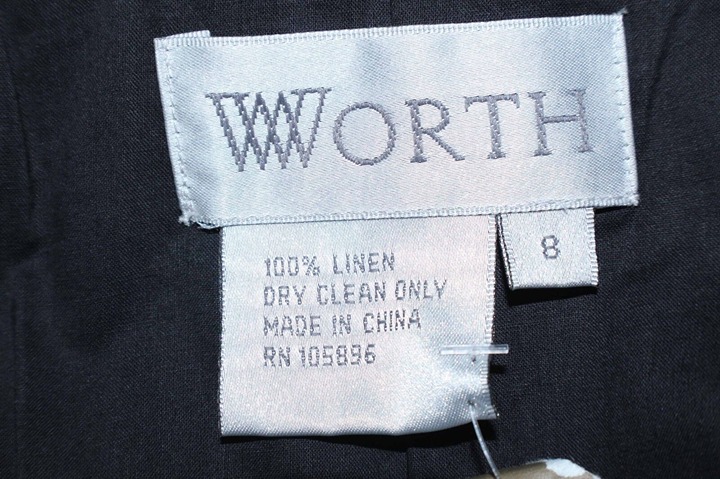 WORTH
8
100% LINEN
DRY CLEAN ONLY
MADE IN CHINA
RN 105896